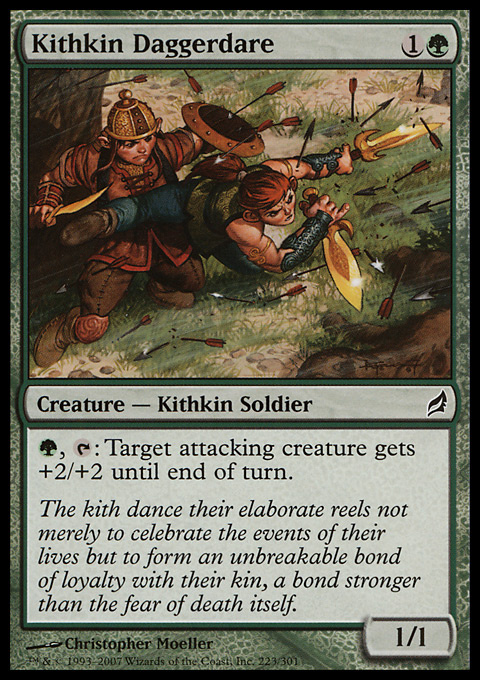 Kithkin Daggerdare 1
Creature — Kithkin Soldier
, : Target attacking creature gets
+2/+2 until end of turn.
The kith dance their elaborate reels not
merely to celebrate the events of their
lives but to form an unbreakable bond
of loyalty with their kin, a bond stronger
than the fear of death itself.
Christopher Moeller
1/1
™ & © 1993–2007 Wizards of the Coast, Inc. 223/301